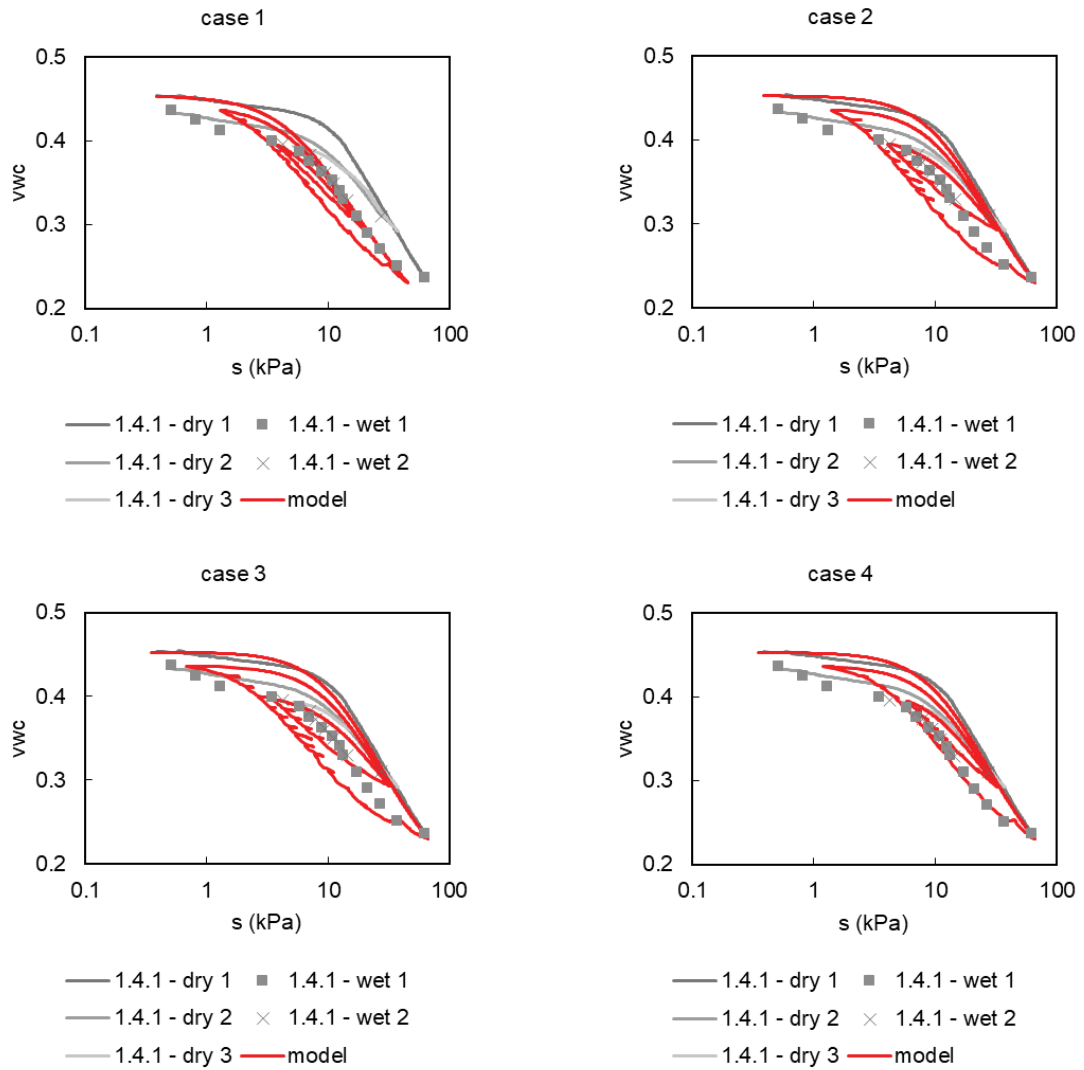 case 1
0.5
0.4
0.3
0.2
vwc
0.1 1 10 100
s (kPa)
1.4.1 - dry 1 1.4.1 - wet 1
1.4.1 - dry 2 1.4.1 - wet 2
1.4.1 - dry 3 model
case 2
0.5
0.4
0.3
0.2
vwc
0.1 1 10 100
s (kPa)
1.4.1 - dry 1 1.4.1 - wet 1
1.4.1 - dry 2 1.4.1 - wet 2
1.4.1 - dry 3 model
case 3
0.5
0.4
0.3
0.2
vwc
0.1 1 10 100
s (kPa)
1.4.1 - dry 1 1.4.1 - wet 1
1.4.1 - dry 2 1.4.1 - wet 2
1.4.1 - dry 3 model
case 4
0.5
0.4
0.3
0.2
vwc
0.1 1 10 100
s (kPa)
1.4.1 - dry 1 1.4.1 - wet 1
1.4.1 - dry 2 1.4.1 - wet 2
1.4.1 - dry 3 model